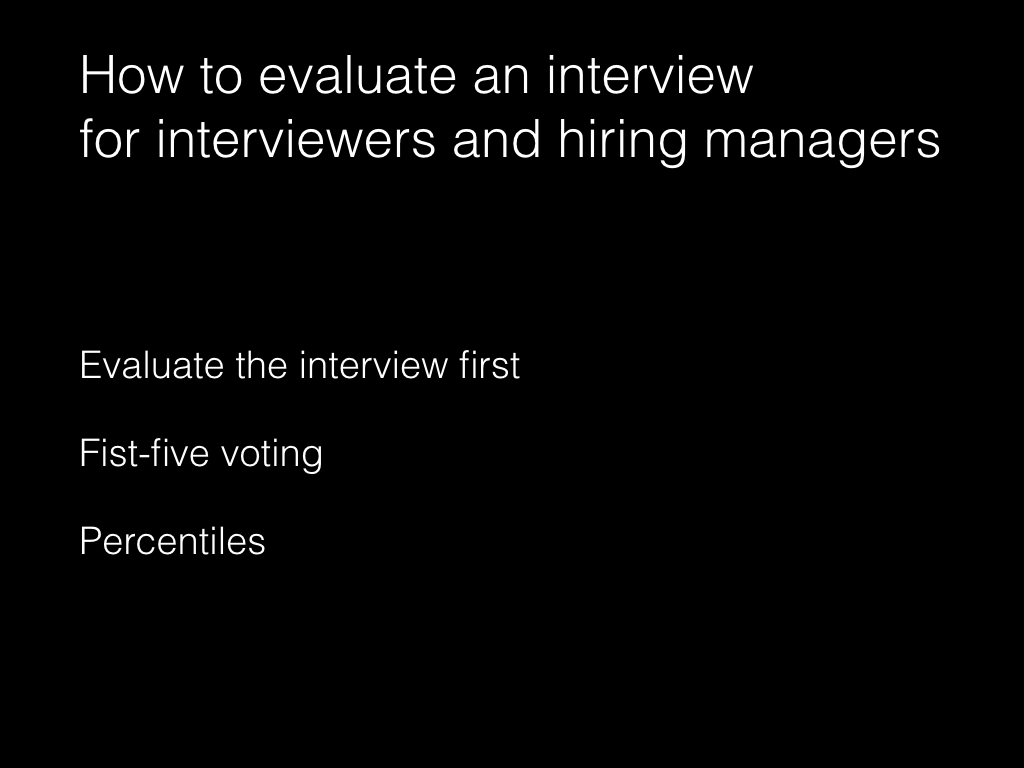 How to evaluate an interview
for interviewers and hiring managers
Evaluate the interview first
Fist-five voting
Percentiles